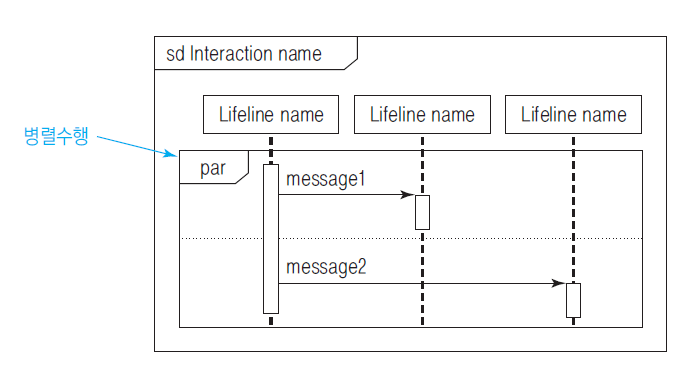 sd Interaction name
Lifeline name
Lifeline name
Lifeline name
병렬수행
par
message1
message2